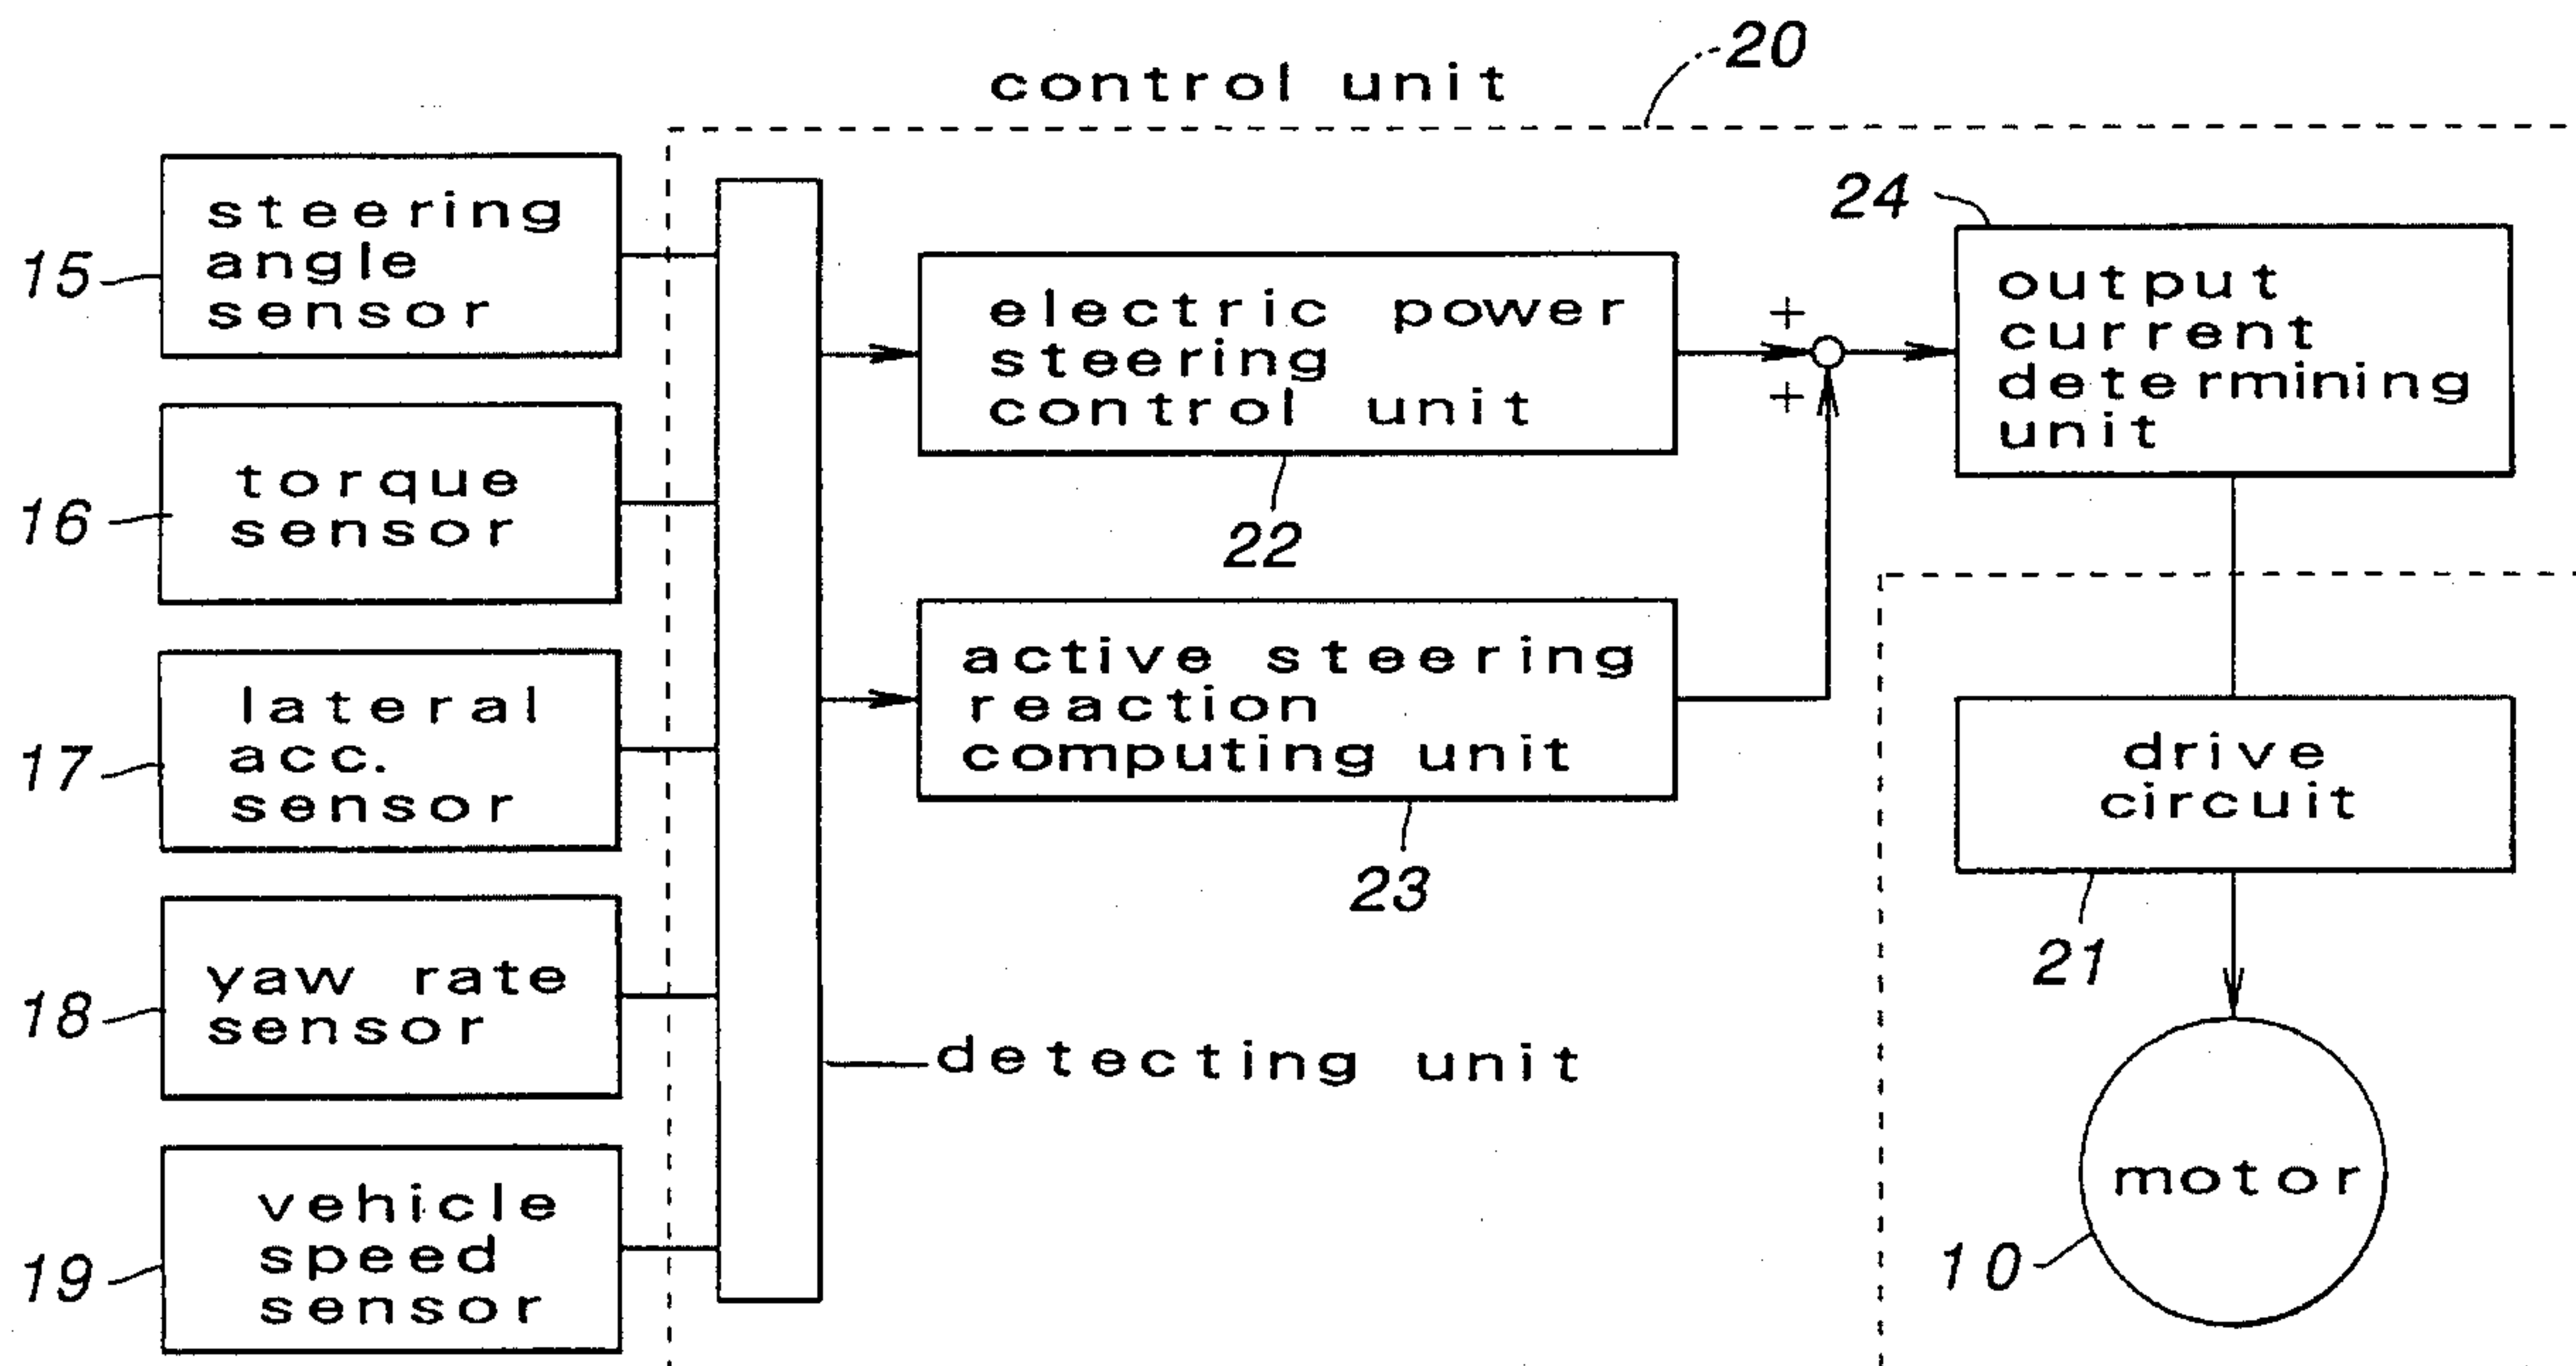 20
control unit
steering
angle
sensor
15
torque
sensor
16
lateral
acc.
sensor
17
yaw rate
sensor
18
vehicle
speed
sensor
19
detecting unit
electric power
steering
control unit
22
active steering
reaction
computing unit
23
+
+
24
output
current
determining
unit
drive
circuit
21
motor
10